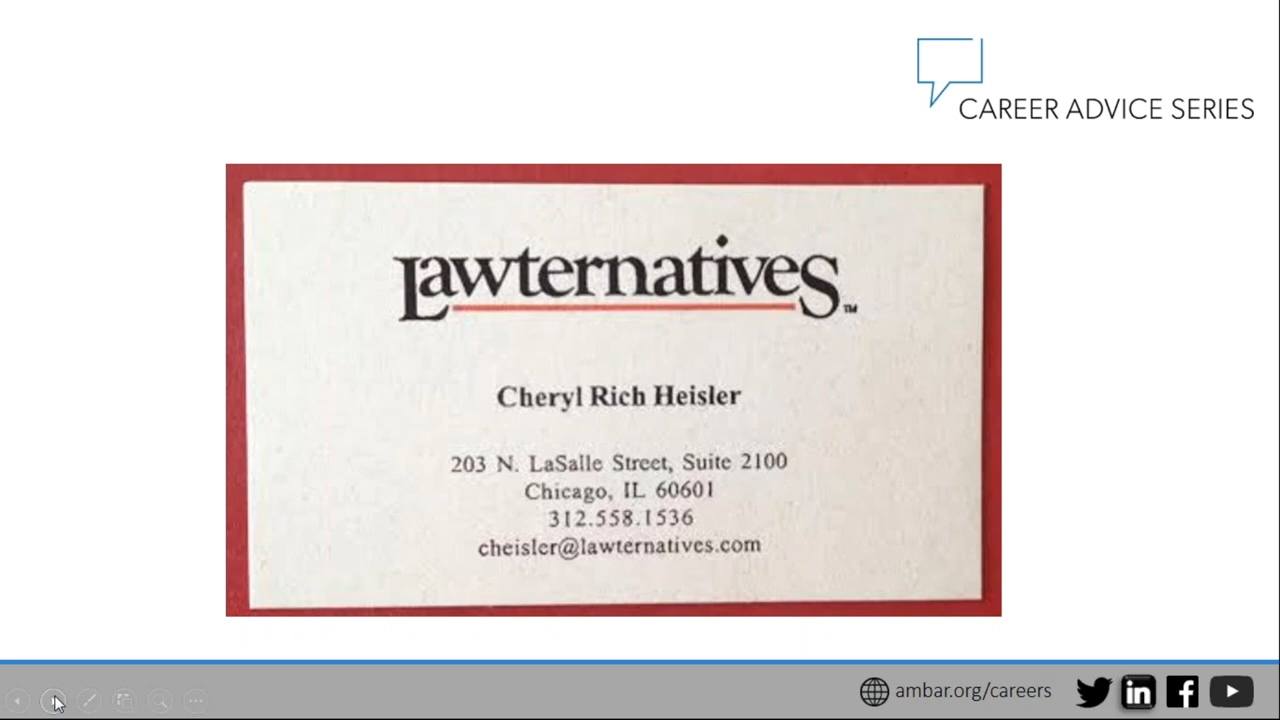 CAREER ADVICE SERIES
Lawternatives™
Cheryl Rich Heisler
203 N. LaSalle Street, Suite 2100
Chicago, IL 60601
312.558.1536
cheisler@lawternatives.com
ambar.org/careers